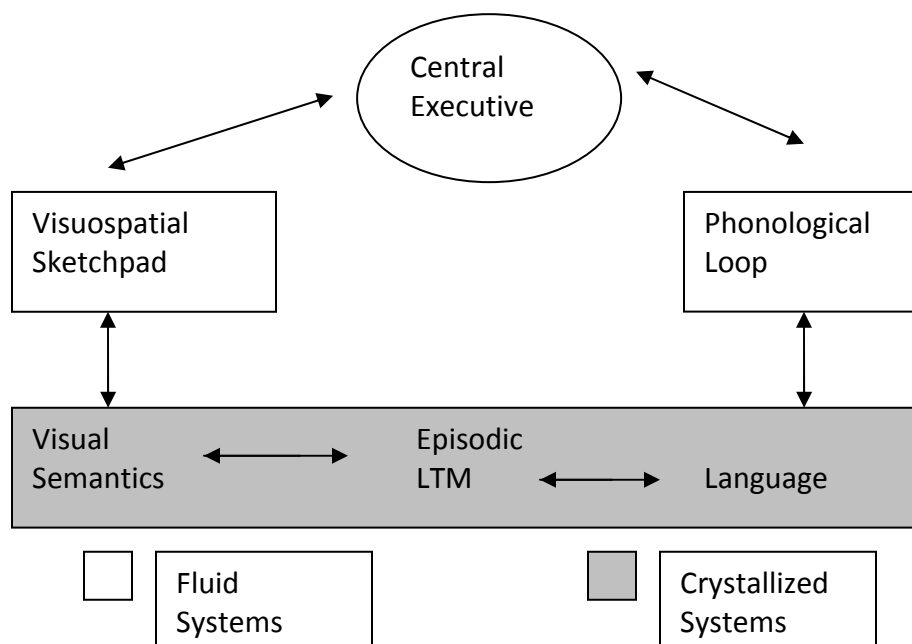 Central
Executive
Visuospatial
Sketchpad
Phonological
Loop
Visual
Semantics
Episodic
LTM
Language
Fluid
Systems
Crystallized
Systems